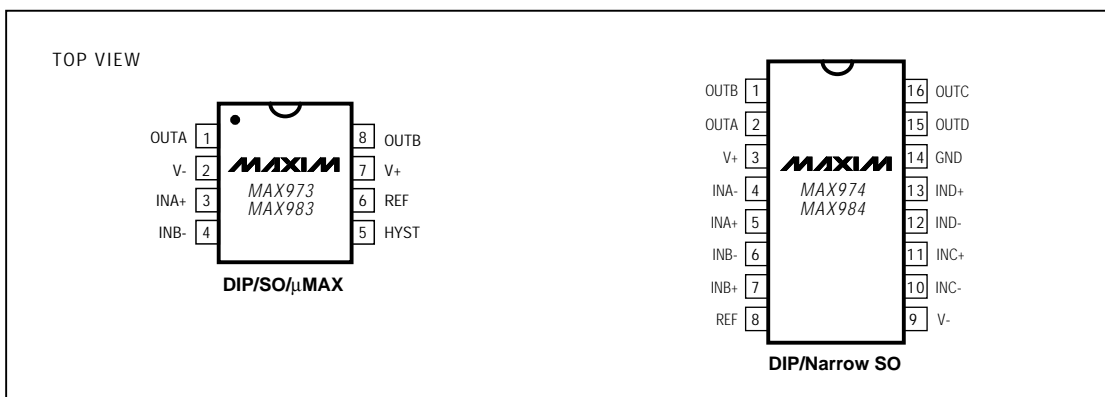 TOP VIEW
OUTA 1 8 OUTB
V- 2 MAXIM 7 V+
INA+ 3 MAX973 6 REF
MAX983
INB- 4 5 HYST
DIP/SO/µMAX
OUTB 1 16 OUTC
OUTA 2 15 OUTD
V+ 3 MAXIM 14 GND
INA- 4 MAX974 13 IND+
MAX984
INA+ 5 12 IND-
INB- 6 11 INC+
INB+ 7 10 INC-
REF 8 9 V-
DIP/Narrow SO